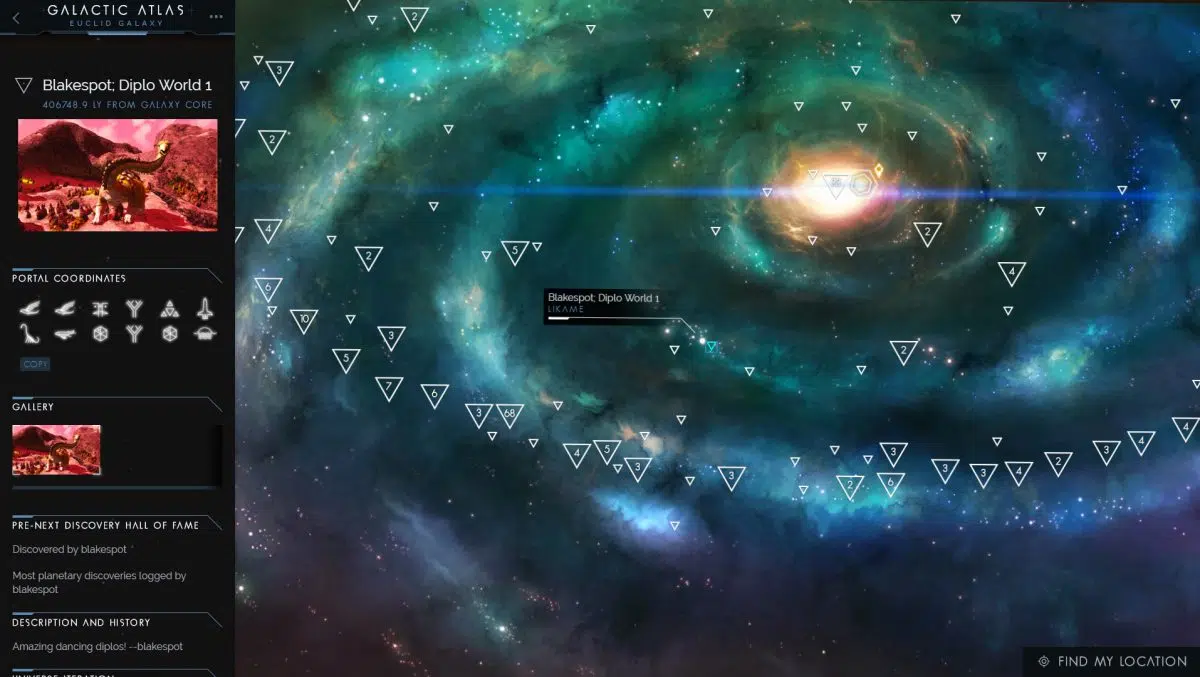 GALACTIC ATLAS
EUCLID GALAXY
Blakespot; Diplo World 1
406748.9 LY FROM GALAXY CORE
PORTAL COORDINATES
COPY
GALLERY
PRE-NEXT DISCOVERY HALL OF FAME
Discovered by blakespot
Most planetary discoveries logged by
blakespot
DESCRIPTION AND HISTORY
Amazing dancing diplos! --blakespot
2
3
2
4
2
5
2
4
6
10
3
5
2
7
6
3
68
4
5
3
3
3
2
6
3
3
4
2
3
4
4
Blakespot; Diplo World 1
LIKAME
FIND MY LOCATION